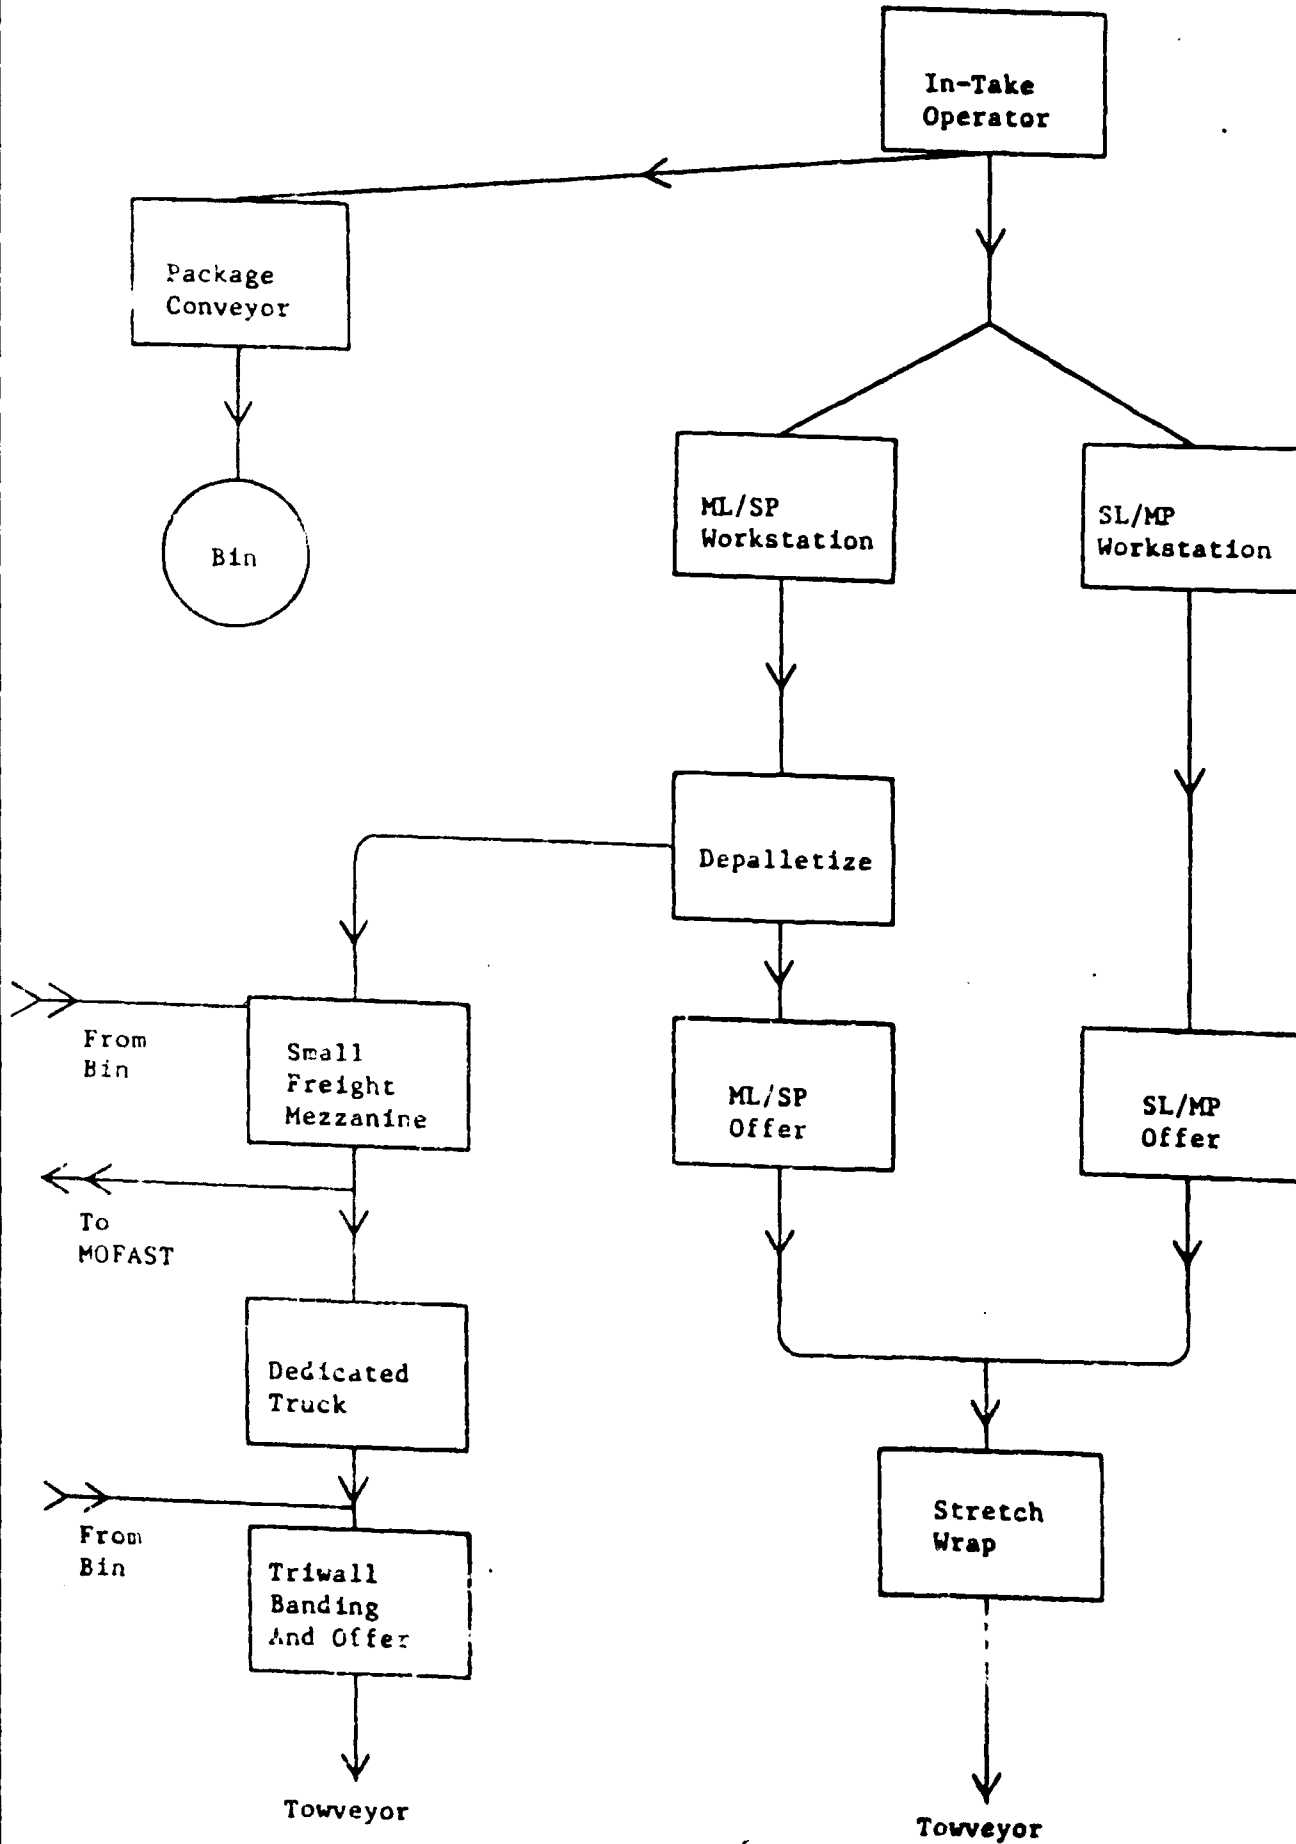 In-Take
Operator
Package
Conveyor
Bin
ML/SP
Workstation
SL/MP
Workstation
Depalletize
From
Bin
Small
Freight
Mezzanine
ML/SP
Offer
SL/MP
Offer
To
MOFAST
Dedicated
Truck
From
Bin
Triwall
Banding
And Offer
Stretch
Wrap
Towveyor
Towveyor